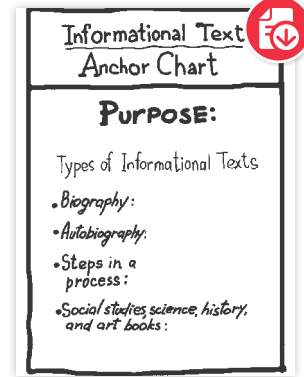 Informational Text
Anchor Chart
PURPOSE:
Types of Informational Texts
•Biography:
•Autobiography:
•Steps in a
process:
•Social studies, science, history,
and art books: